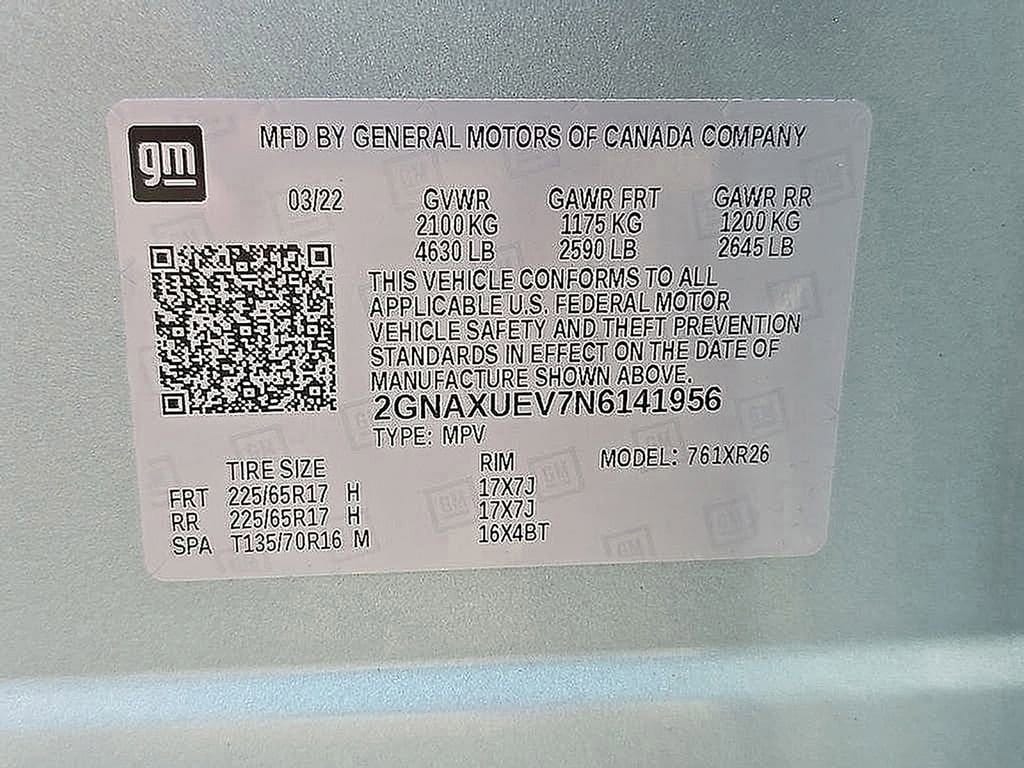 gm
MFD BY GENERAL MOTORS OF CANADA COMPANY
03/22 GVWR GAWR FRT GAWR RR
2100 KG 1175 KG 1200 KG
4630 LB 2590 LB 2645 LB
THIS VEHICLE CONFORMS TO ALL
APPLICABLE U.S. FEDERAL MOTOR
VEHICLE SAFETY AND THEFT PREVENTION
STANDARDS IN EFFECT ON THE DATE OF
MANUFACTURE SHOWN ABOVE.
2GNAXUEV7N6141956
TYPE: MPV
TIRE SIZE RIM MODEL: 761XR26
FRT 225/65R17 H 17X7J
RR 225/65R17 H 17X7J
SPA T135/70R16 M 16X4BT